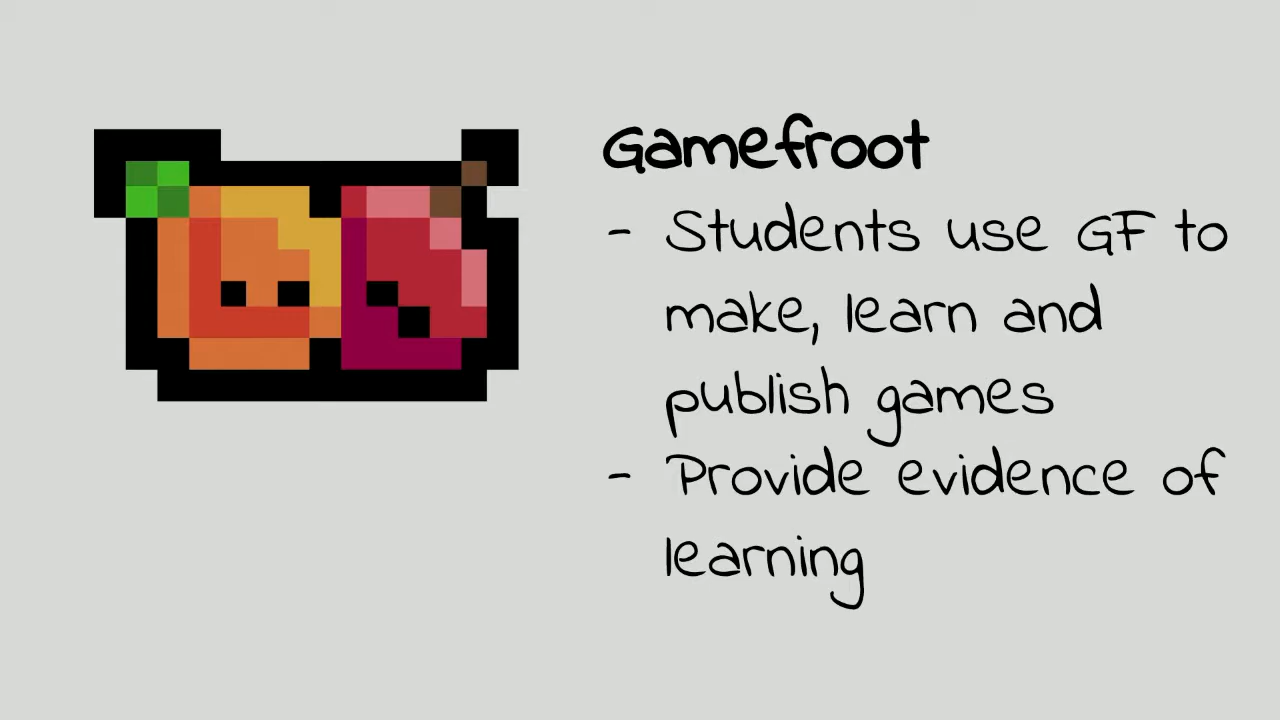 Gamefroot
- Students use GF to
make, learn and
publish games
- Provide evidence of
learning